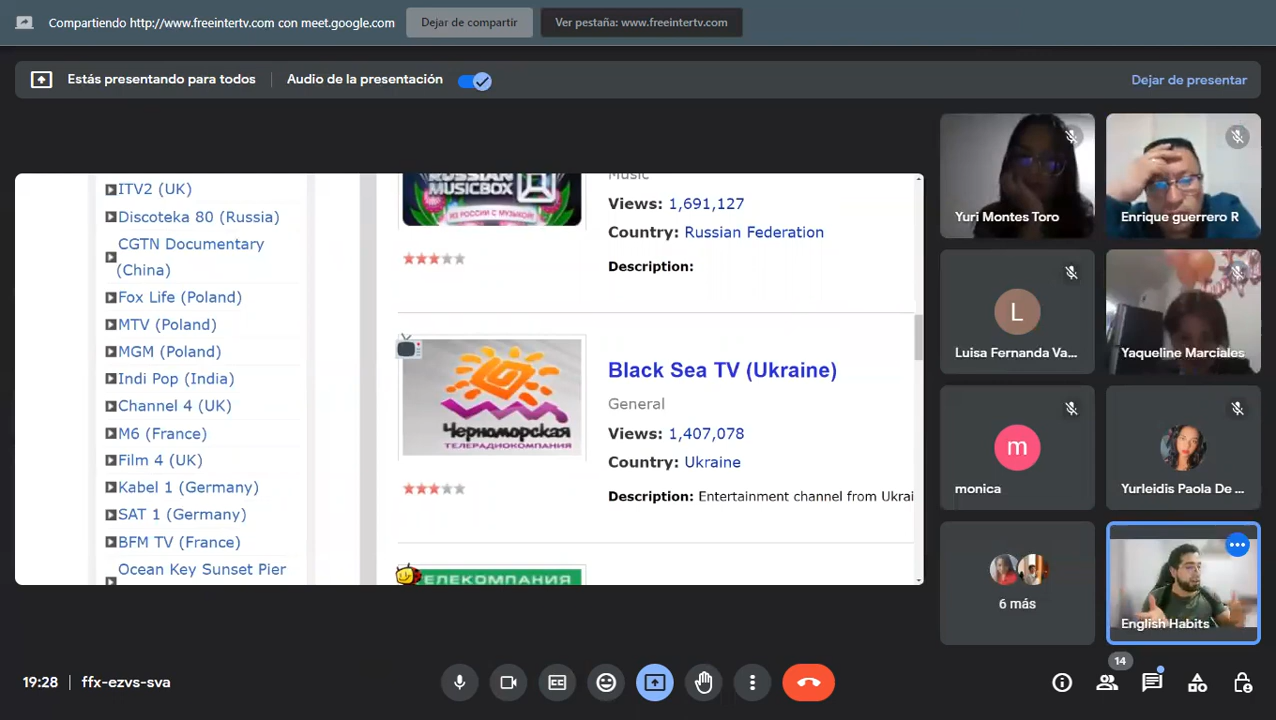 Compartiendo http://www.freeintertv.com con meet.google.com
Dejar de compartir
Ver pestaña: www.freeintertv.com
Estás presentando para todos
Audio de la presentación
Dejar de presentar
ITV2 (UK)
Discoteka 80 (Russia)
CGTN Documentary
(China)
Fox Life (Poland)
MTV (Poland)
MGM (Poland)
Indi Pop (India)
Channel 4 (UK)
M6 (France)
Film 4 (UK)
Kabel 1 (Germany)
SAT 1 (Germany)
BFM TV (France)
Ocean Key Sunset Pier
RUSSIAN
MUSICBOX
ИЗ РОССИИ С МУЗЫКОЙ!
Music
Views: 1,691,127
Country: Russian Federation
Description:
Черноморская
ТЕЛЕРАДИОКОМПАНИЯ
Black Sea TV (Ukraine)
General
Views: 1,407,078
Country: Ukraine
Description: Entertainment channel from Ukrai
ТЕЛЕКОМПАНИЯ
Yuri Montes Toro
Enrique guerrero R
L
Luisa Fernanda Va...
Yaqueline Marciales
m
monica
Yurleidis Paola De ...
6 más
English Habits
19:28 | ffx-ezvs-sva
14